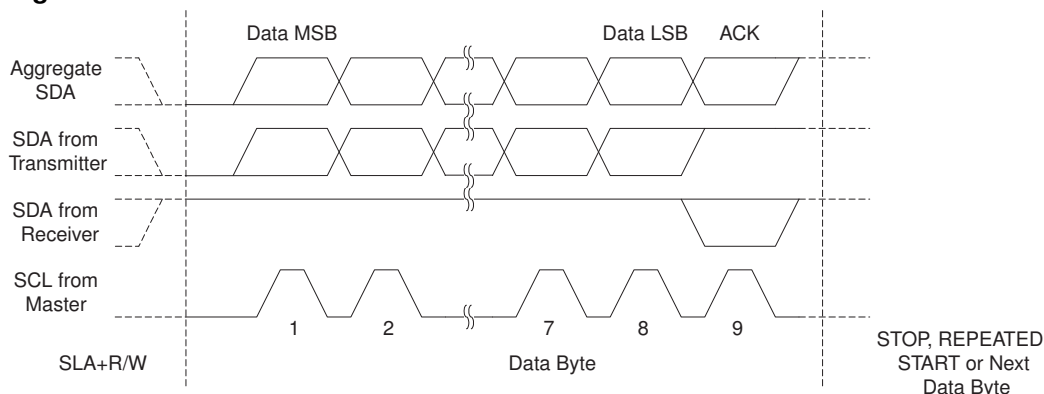 Data MSB
Data LSB
ACK
Aggregate
SDA
SDA from
Transmitter
SDA from
Receiver
SCL from
Master
1
2
7
8
9
SLA+R/W
Data Byte
STOP, REPEATED
START or Next
Data Byte